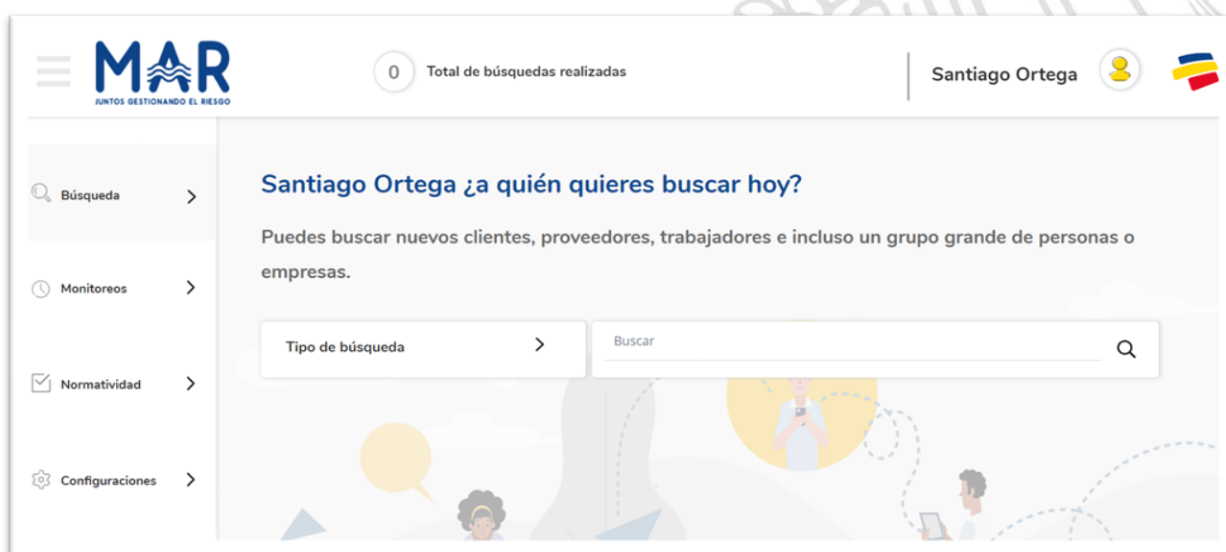 MAR
JUNTOS GESTIONANDO EL RIESGO
0 Total de búsquedas realizadas
Santiago Ortega
Búsqueda
Monitoreos
Normatividad
Configuraciones
Santiago Ortega ¿a quién quieres buscar hoy?
Puedes buscar nuevos clientes, proveedores, trabajadores e incluso un grupo grande de personas o
empresas.
Tipo de búsqueda
Buscar